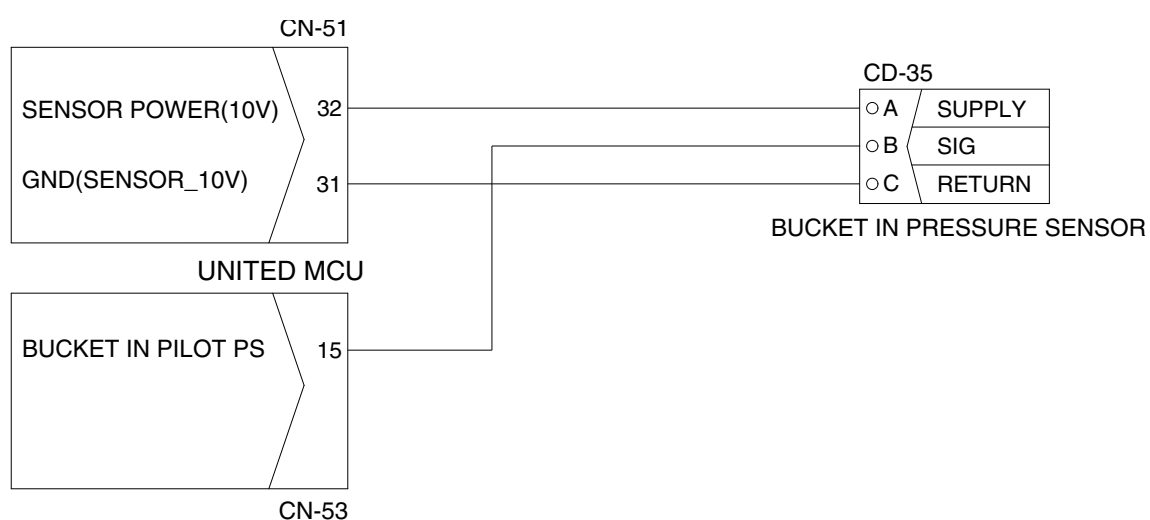 CN-51
SENSOR POWER(10V) 32
GND(SENSOR_10V) 31
UNITED MCU
BUCKET IN PILOT PS 15
CN-53
CD-35
A SUPPLY
B SIG
C RETURN
BUCKET IN PRESSURE SENSOR